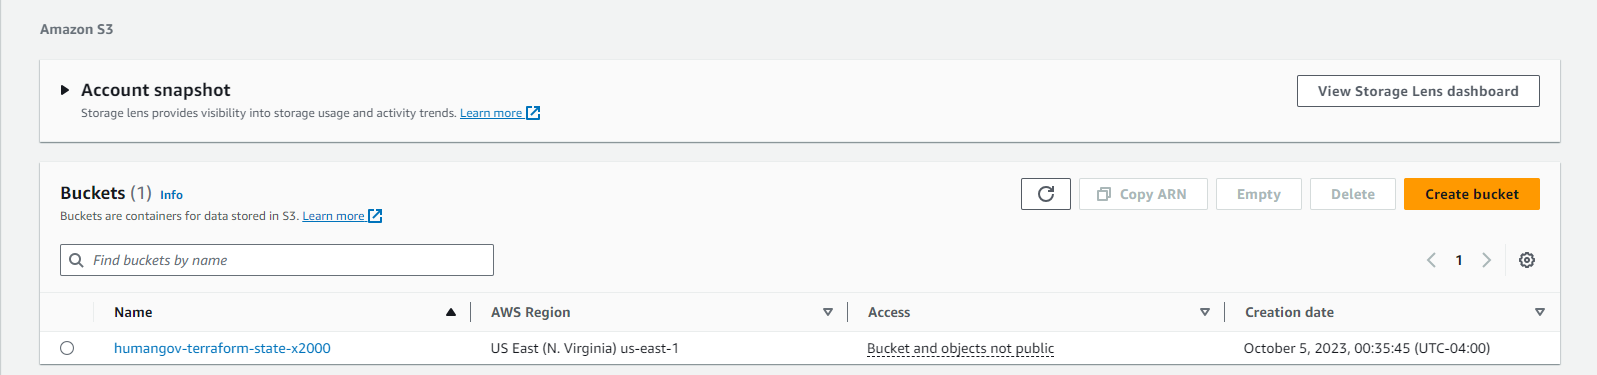 Amazon S3
Account snapshot
View Storage Lens dashboard
Storage lens provides visibility into storage usage and activity trends. Learn more
Buckets (1) Info
Copy ARN Empty Delete Create bucket
Buckets are containers for data stored in S3. Learn more
Find buckets by name
1
Name AWS Region Access Creation date
humangov-terraform-state-x2000 US East (N. Virginia) us-east-1 Bucket and objects not public October 5, 2023, 00:35:45 (UTC-04:00)